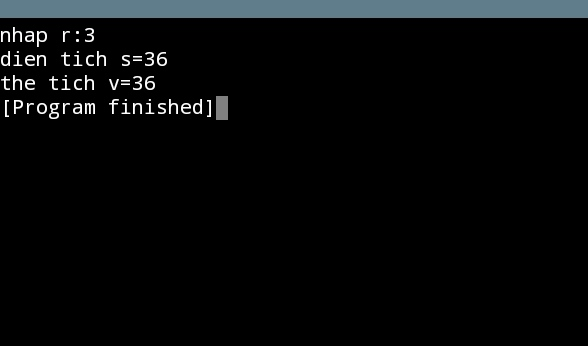 nhap r:3
dien tich s=36
the tich v=36
[Program finished]